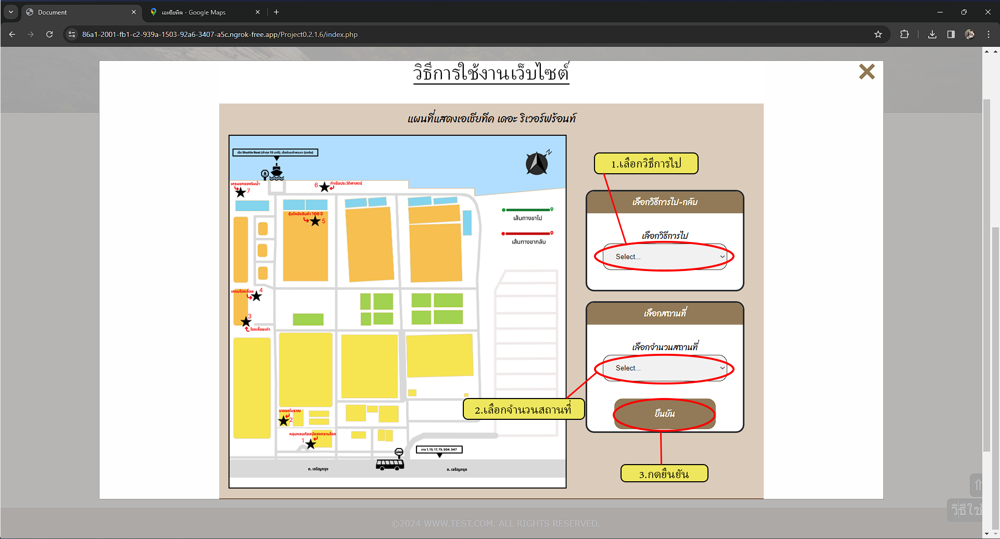 Document
เอเชียทีค - Google Maps
86a1-2001-fb1-c2-939a-1503-92a6-3407-a5c.ngrok-free.app/Project0.2.1.6/index.php
วิธีการใช้งานเว็บไซต์
แผนที่แสดงเอเชียทีค เดอะ ริเวอร์ฟร้อนท์
เรือ Shuttle Boat (ทำทุก 15 นาที), เรือด่วนเจ้าพระยา (ธงส้ม)
N
1.เลือกวิธีการไป
เครนยกของริมน้ำ
7
6
ท่าเรือประวัติศาสตร์
เลือกวิธีการไป-กลับ
ซุ้มโกดังสินค้า 100 ปี
5
เส้นทางขาไป
เส้นทางขากลับ
เลือกวิธีการไป
Select...
เครนโรงเลื่อย
4
3
โรงเลื่อยเก่า
เลือกสถานที่
เลือกจำนวนสถานที่
Select...
2.เลือกจำนวนสถานที่
ยืนยัน
รางรถโบราณ
2
หลุมหลบภัยสมัยสงครามโลก
1
สาย 1, 15, 17, 75, 504, 547
ถ. เจริญกรุง
ถ. เจริญกรุง
3.กดยืนยัน
วิธีใช้
©2024 WWW.TEST.COM. ALL RIGHTS RESERVED.